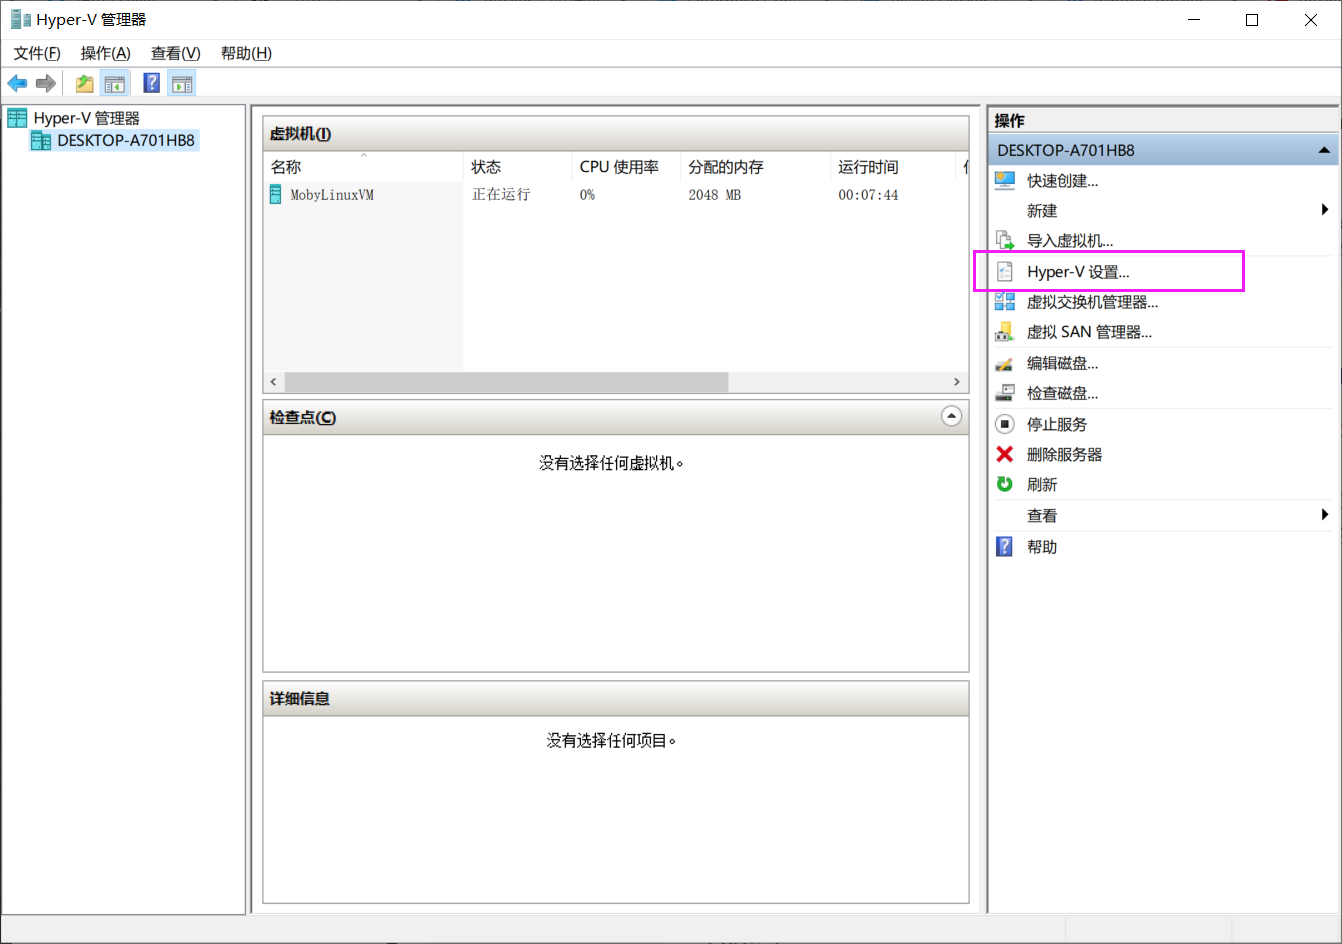 Hyper-V 管理器
文件(F) 操作(A) 查看(V) 帮助(H)
Hyper-V 管理器
DESKTOP-A701HB8
虚拟机(I)
名称 状态 CPU 使用率 分配的内存 运行时间
MobyLinuxVM 正在运行 0% 2048 MB 00:07:44
检查点(C)
没有选择任何虚拟机。
详细信息
没有选择任何项目。
操作
DESKTOP-A701HB8
快速创建...
新建
导入虚拟机...
Hyper-V 设置...
虚拟交换机管理器...
虚拟 SAN 管理器...
编辑磁盘...
检查磁盘...
停止服务
删除服务器
刷新
查看
帮助